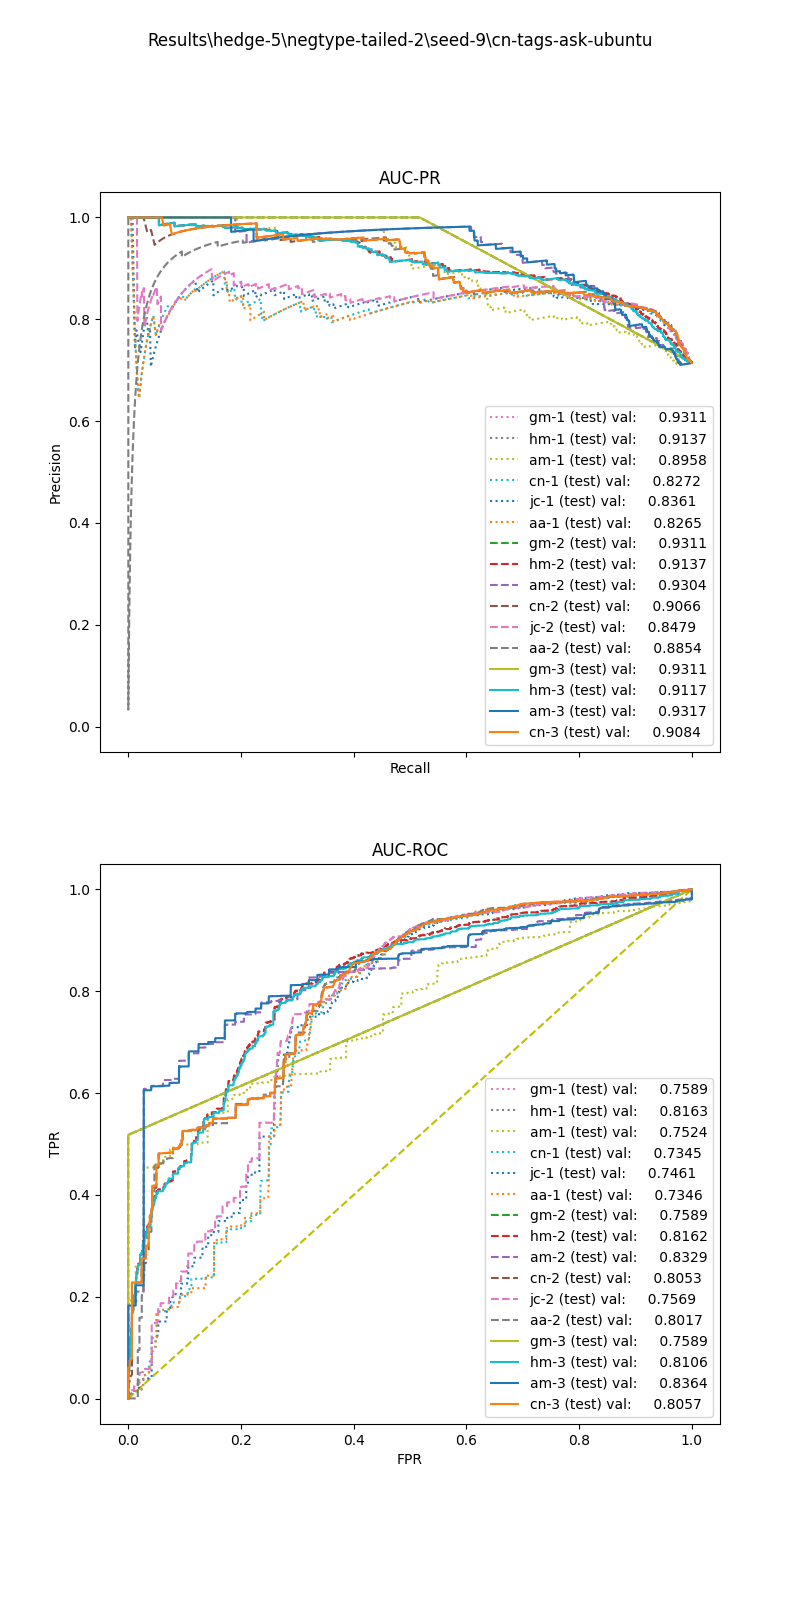 Results\hedge-5\negtype-tailed-2\seed-9\cn-tags-ask-ubuntu
AUC-PR
1.0
0.8
0.6
0.4
0.2
0.0
Precision
Recall
gm-1 (test) val: 0.9311
hm-1 (test) val: 0.9137
am-1 (test) val: 0.8958
cn-1 (test) val: 0.8272
jc-1 (test) val: 0.8361
aa-1 (test) val: 0.8265
gm-2 (test) val: 0.9311
hm-2 (test) val: 0.9137
am-2 (test) val: 0.9304
cn-2 (test) val: 0.9066
jc-2 (test) val: 0.8479
aa-2 (test) val: 0.8854
gm-3 (test) val: 0.9311
hm-3 (test) val: 0.9117
am-3 (test) val: 0.9317
cn-3 (test) val: 0.9084
AUC-ROC
1.0
0.8
0.6
0.4
0.2
0.0
TPR
0.0 0.2 0.4 0.6 0.8 1.0
FPR
gm-1 (test) val: 0.7589
hm-1 (test) val: 0.8163
am-1 (test) val: 0.7524
cn-1 (test) val: 0.7345
jc-1 (test) val: 0.7461
aa-1 (test) val: 0.7346
gm-2 (test) val: 0.7589
hm-2 (test) val: 0.8162
am-2 (test) val: 0.8329
cn-2 (test) val: 0.8053
jc-2 (test) val: 0.7569
aa-2 (test) val: 0.8017
gm-3 (test) val: 0.7589
hm-3 (test) val: 0.8106
am-3 (test) val: 0.8364
cn-3 (test) val: 0.8057